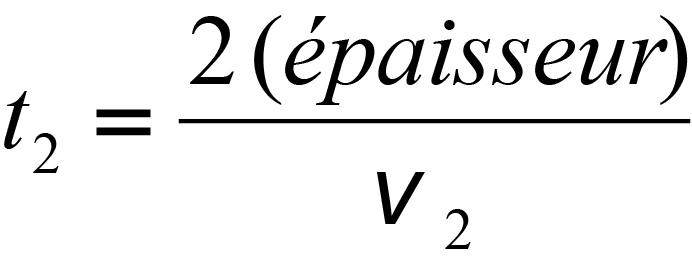 t₂ = 2 (épaisseur) / v₂